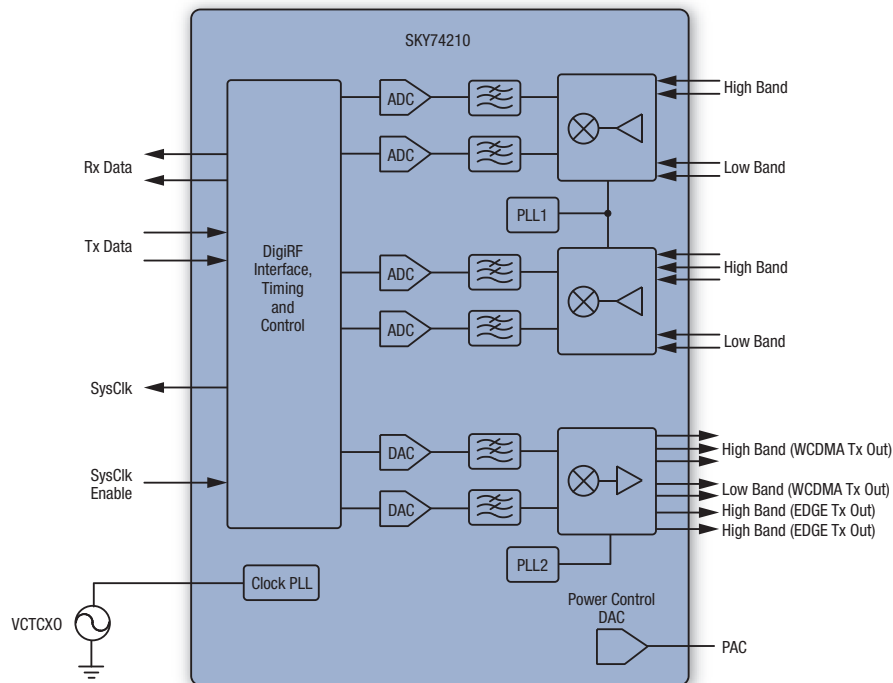 SKY74210
ADC
High Band
ADC
Rx Data
Low Band
PLL1
Tx Data
DigiRF
Interface,
Timing
and
Control
ADC
High Band
ADC
Low Band
SysClk
DAC
High Band (WCDMA Tx Out)
SysClk
Enable
Low Band (WCDMA Tx Out)
DAC
High Band (EDGE Tx Out)
High Band (EDGE Tx Out)
PLL2
Clock PLL
Power Control
DAC
VCTCXO
PAC